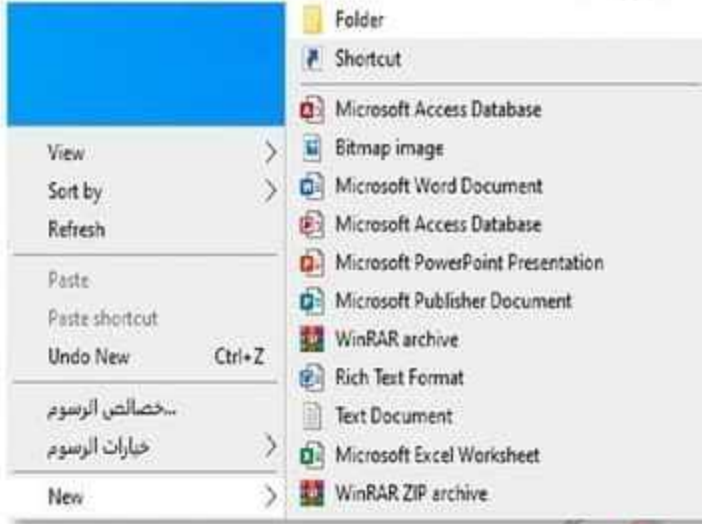 View
Sort by
Refresh
Paste
Paste shortcut
Undo New Ctrl+Z
خصائص الرسوم...
خيارات الرسوم
New
Folder
Shortcut
Microsoft Access Database
Bitmap image
Microsoft Word Document
Microsoft Access Database
Microsoft PowerPoint Presentation
Microsoft Publisher Document
WinRAR archive
Rich Text Format
Text Document
Microsoft Excel Worksheet
WinRAR ZIP archive